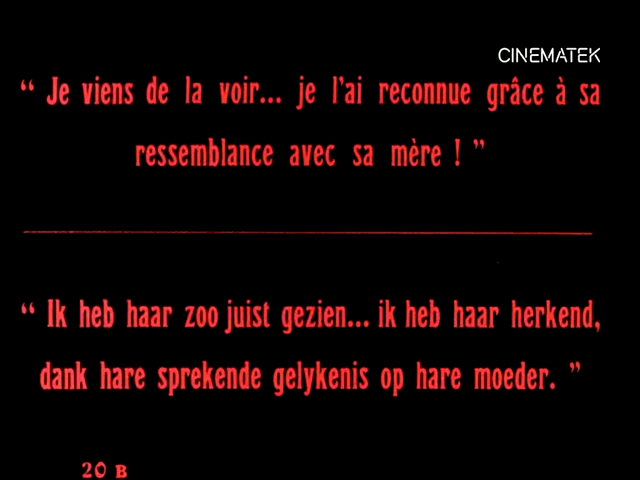 CINEMATEK
“ Je viens de la voir... je l'ai reconnue grâce à sa
ressemblance avec sa mère ! ”
“ Ik heb haar zoo juist gezien... ik heb haar herkend,
dank hare sprekende gelykenis op hare moeder. ”
20 B